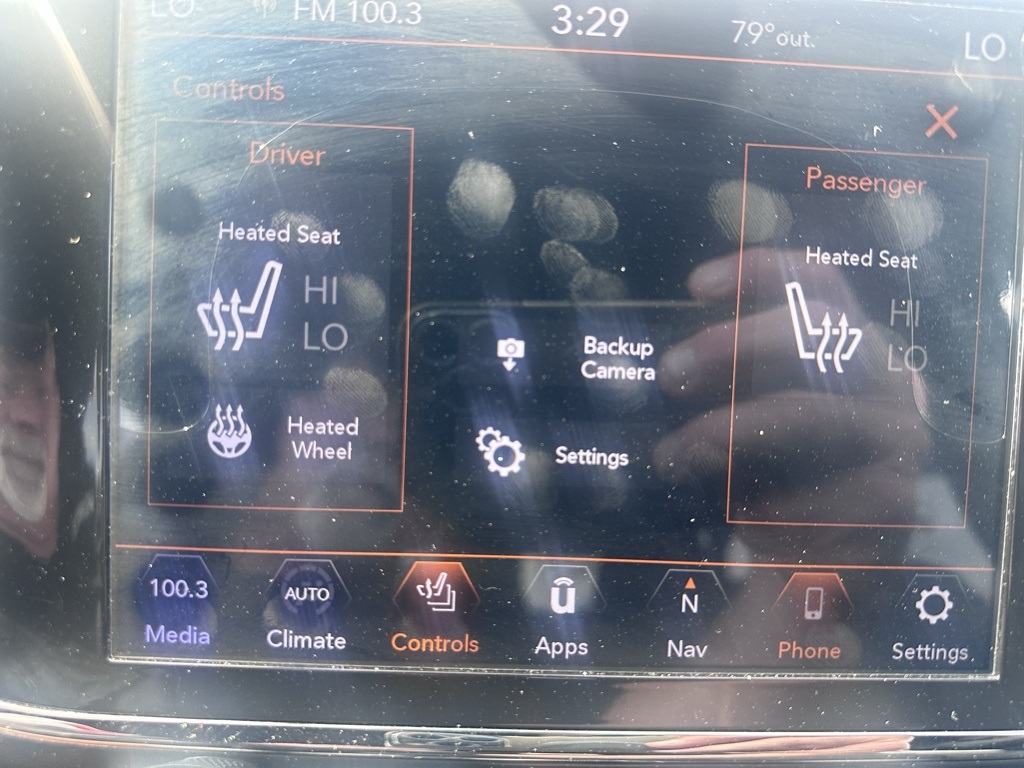 LO FM 100.3 3:29 79°out. LO
Controls
X
Driver
Heated Seat
HI
LO
Heated
Wheel
Backup
Camera
Settings
Passenger
Heated Seat
HI
LO
100.3 AUTO ū N
Media Climate Controls Apps Nav Phone Settings